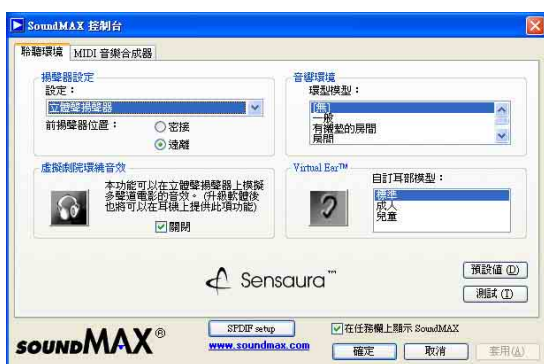 SoundMAX 控制台
聆聽環境
MIDI 音樂合成器
揚聲器設定
設定：
立體聲揚聲器
前揚聲器位置：
密接
遠離
音響環境
環型模型：
[無]
一般
有襯墊的房間
房間
虛擬劇院環繞音效
本功能可以在立體聲揚聲器上模擬
多聲道電影的音效。(升級軟體後
也將可以在耳機上提供此項功能)
關閉
Virtual Ear™
自訂耳部模型：
標準
成人
兒童
Sensaura™
預設値 (D)
測試 (T)
SOUNDMAX®
SPDIF setup
www.soundmax.com
在任務欄上顯示 SoundMAX
確定
取消
套用(A)